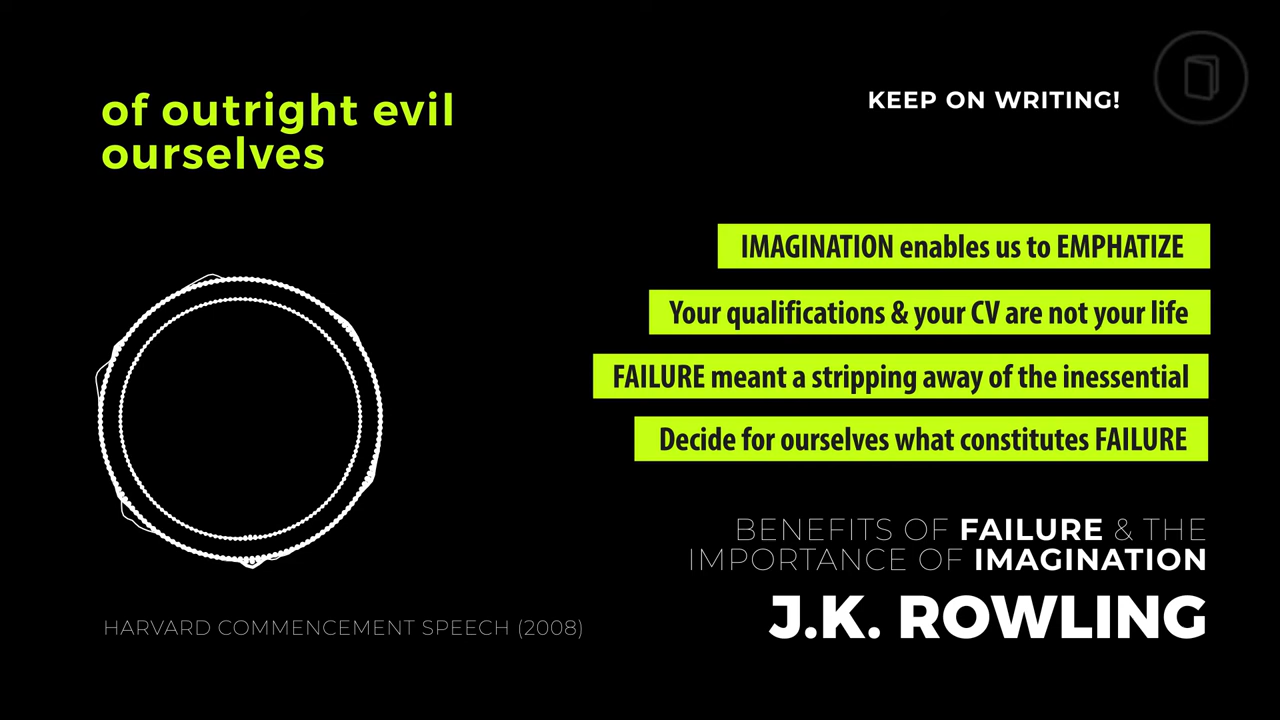 of outright evil
ourselves
KEEP ON WRITING!
IMAGINATION enables us to EMPHATIZE
Your qualifications & your CV are not your life
FAILURE meant a stripping away of the inessential
Decide for ourselves what constitutes FAILURE
BENEFITS OF FAILURE & THE
IMPORTANCE OF IMAGINATION
J.K. ROWLING
HARVARD COMMENCEMENT SPEECH (2008)